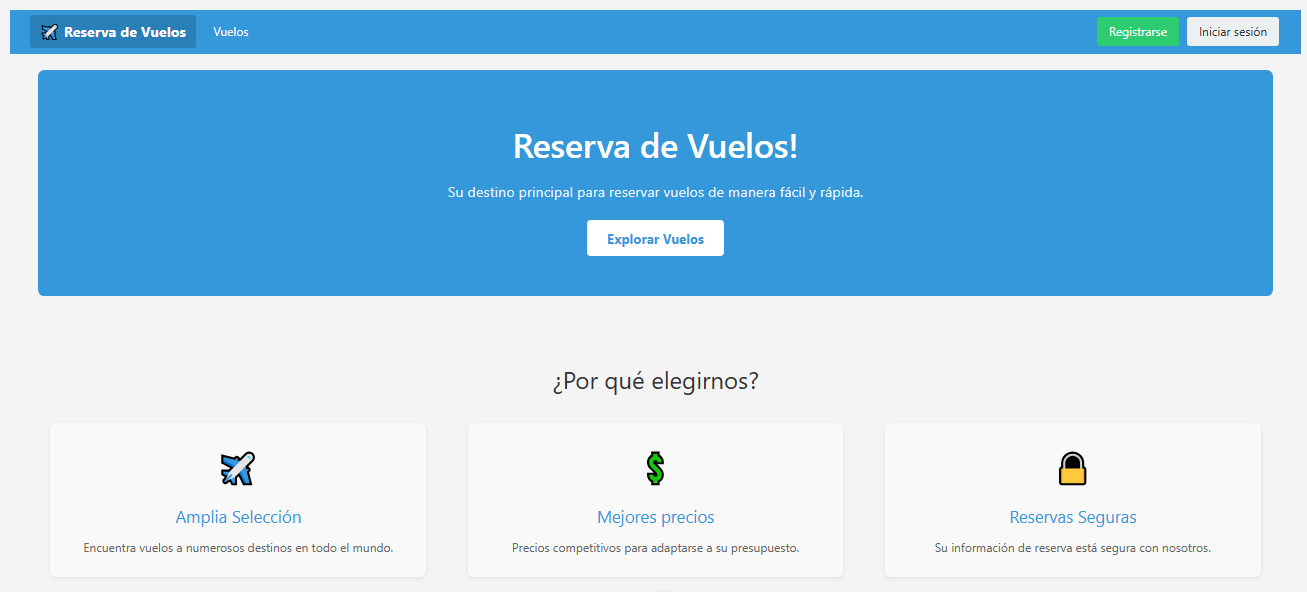 Reserva de Vuelos
Vuelos
Registrarse
Iniciar sesión
Reserva de Vuelos!
Su destino principal para reservar vuelos de manera fácil y rápida.
Explorar Vuelos
¿Por qué elegirnos?
Amplia Selección
Encuentra vuelos a numerosos destinos en todo el mundo.
Mejores precios
Precios competitivos para adaptarse a su presupuesto.
Reservas Seguras
Su información de reserva está segura con nosotros.